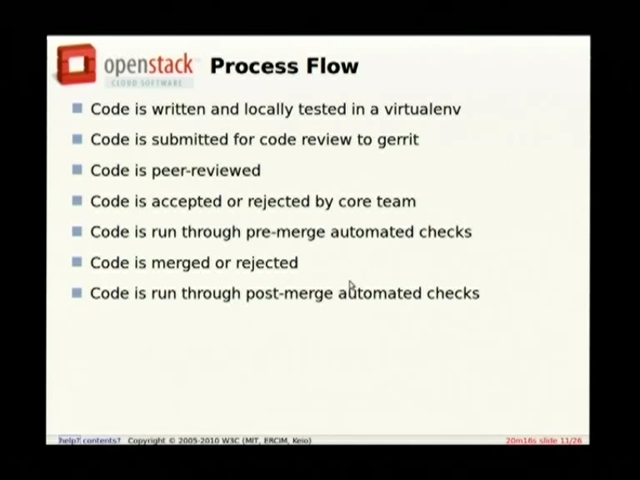 openstack
CLOUD SOFTWARE
Process Flow
Code is written and locally tested in a virtualenv
Code is submitted for code review to gerrit
Code is peer-reviewed
Code is accepted or rejected by core team
Code is run through pre-merge automated checks
Code is merged or rejected
Code is run through post-merge automated checks
help? contents? Copyright © 2005-2010 W3C (MIT, ERCIM, Keio) 20m16s slide 11/26